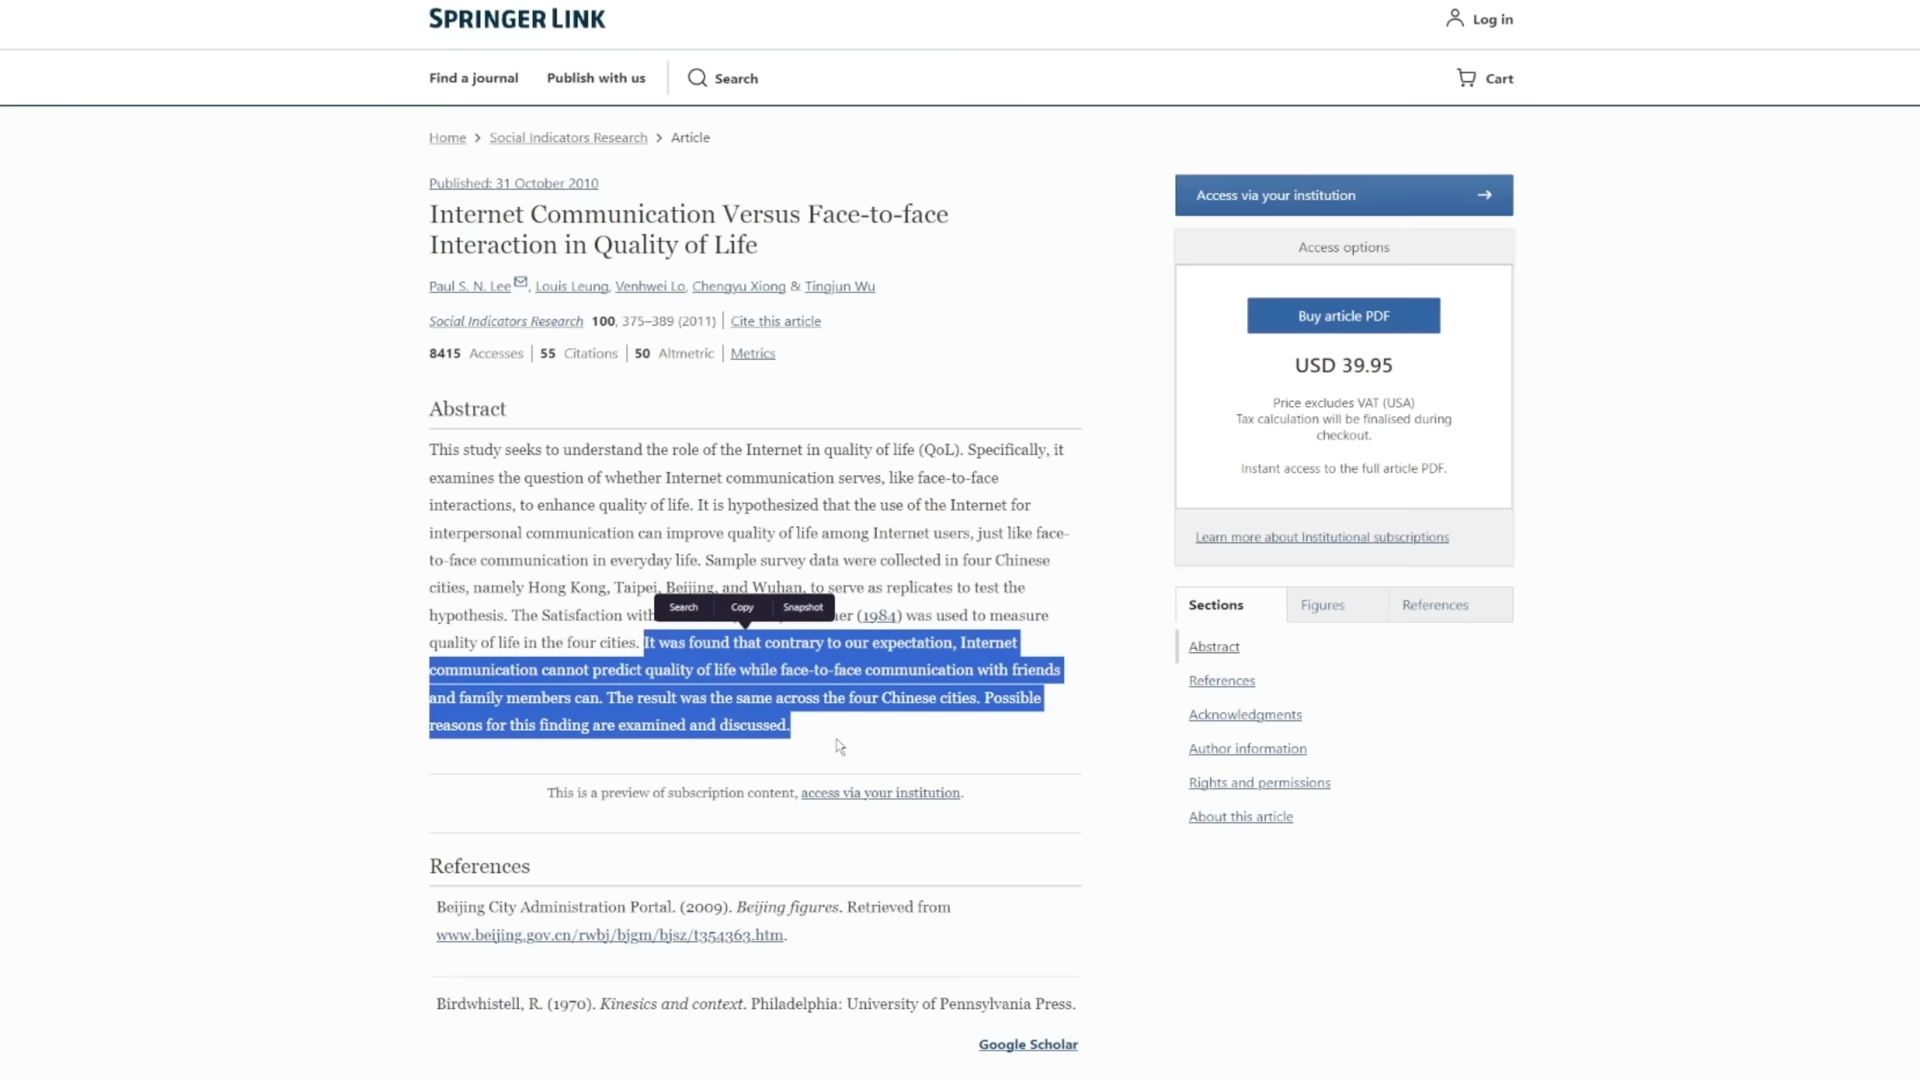 SPRINGER LINK
Log in
Find a journal
Publish with us
Search
Cart
Home > Social Indicators Research > Article
Published: 31 October 2010
Internet Communication Versus Face-to-face
Interaction in Quality of Life
Paul S. N. Lee, Louis Leung, Venhwei Lo, Chengyu Xiong & Tingjun Wu
Social Indicators Research 100, 375–389 (2011) | Cite this article
8415 Accesses | 55 Citations | 50 Altmetric | Metrics
Abstract
This study seeks to understand the role of the Internet in quality of life (QoL). Specifically, it
examines the question of whether Internet communication serves, like face-to-face
interactions, to enhance quality of life. It is hypothesized that the use of the Internet for
interpersonal communication can improve quality of life among Internet users, just like face-
to-face communication in everyday life. Sample survey data were collected in four Chinese
cities, namely Hong Kong, Taipei, Beijing, and Wuhan, to serve as replicates to test the
Search Copy Snapshot
hypothesis. The Satisfaction with er (1984) was used to measure
quality of life in the four cities. It was found that contrary to our expectation, Internet
communication cannot predict quality of life while face-to-face communication with friends
and family members can. The result was the same across the four Chinese cities. Possible
reasons for this finding are examined and discussed.
This is a preview of subscription content, access via your institution.
References
Beijing City Administration Portal. (2009). Beijing figures. Retrieved from
www.beijing.gov.cn/rwbj/bjgm/bjsz/t354363.htm.
Birdwhistell, R. (1970). Kinesics and context. Philadelphia: University of Pennsylvania Press.
Google Scholar
Access via your institution →
Access options
Buy article PDF
USD 39.95
Price excludes VAT (USA)
Tax calculation will be finalised during
checkout.
Instant access to the full article PDF.
Learn more about Institutional subscriptions
Sections
Figures
References
Abstract
References
Acknowledgments
Author information
Rights and permissions
About this article